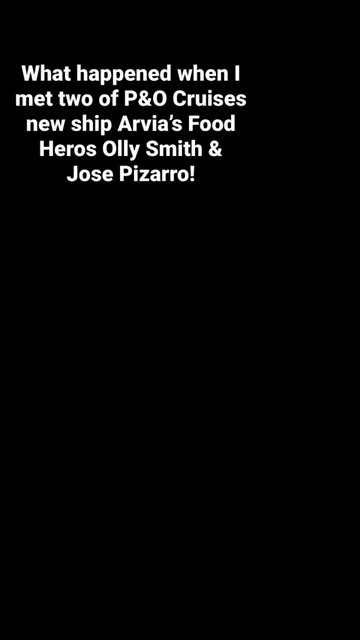 What happened when I
met two of P&O Cruises
new ship Arvia’s Food
Heros Olly Smith &
Jose Pizarro!